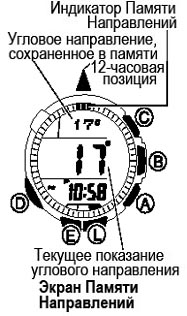 Индикатор Памяти
Направлений
Угловое направление,
сохраненное в памяти
12-часовая
позиция
17°
17°
10:58
C
B
A
D
E
L
Текущее показание
углового направления
Экран Памяти
Направлений